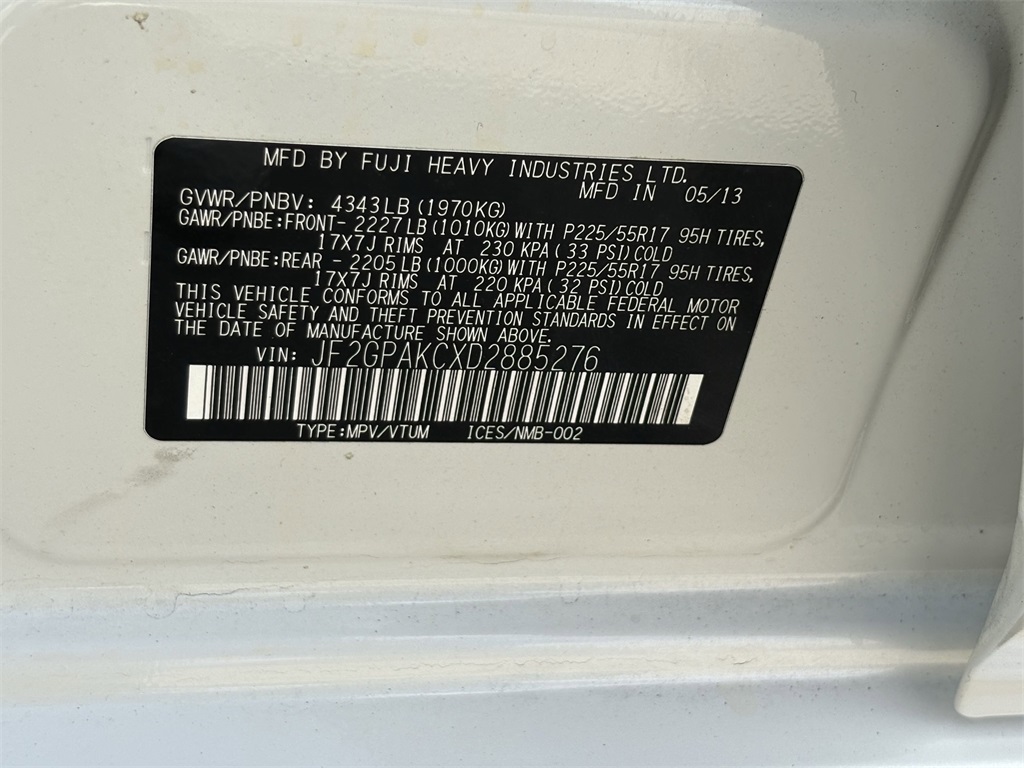 MFD BY FUJI HEAVY INDUSTRIES LTD.
MFD IN 05/13
GVWR/PNBV: 4343LB (1970KG)
GAWR/PNBE:FRONT- 2227LB (1010KG) WITH P225/55R17 95H TIRES,
17X7J RIMS AT 230 KPA ( 33 PSI) COLD
GAWR/PNBE:REAR - 2205LB (1000KG) WITH P225/55R17 95H TIRES,
17X7J RIMS AT 220 KPA ( 32 PSI) COLD
THIS VEHICLE CONFORMS TO ALL APPLICABLE FEDERAL MOTOR
VEHICLE SAFETY AND THEFT PREVENTION STANDARDS IN EFFECT ON
THE DATE OF MANUFACTURE SHOWN ABOVE.
VIN: JF2GPAKCXD2885276
TYPE:MPV/VTUM ICES/NMB-002